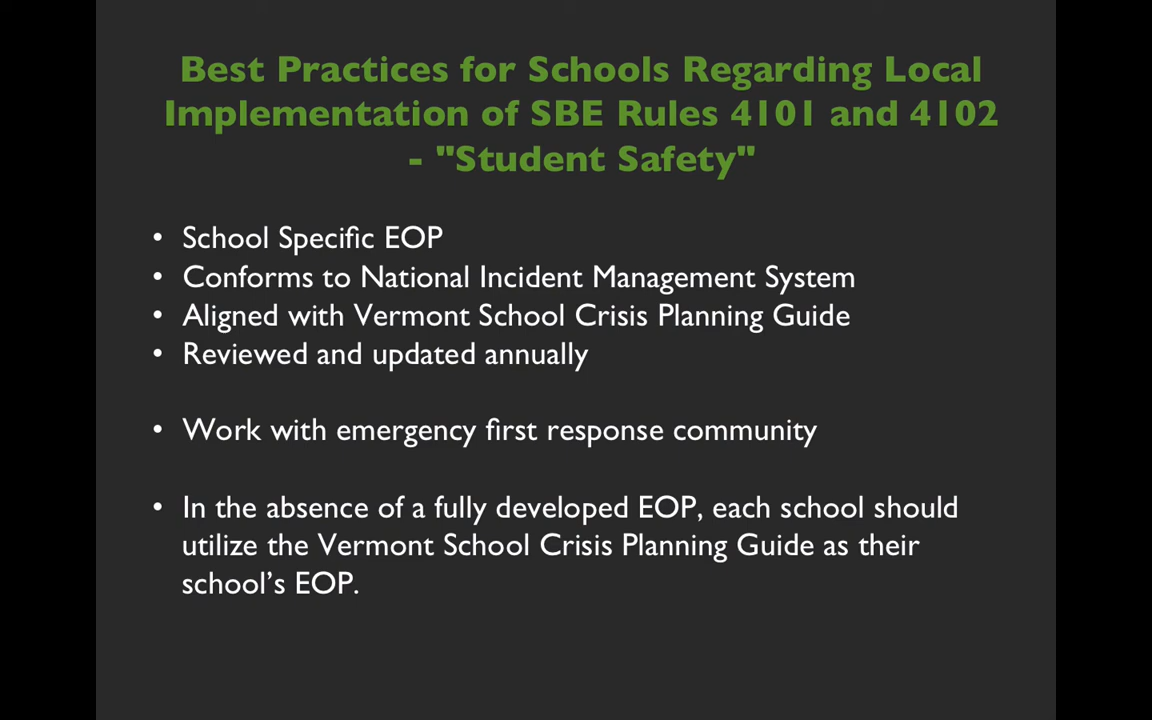 Best Practices for Schools Regarding Local
Implementation of SBE Rules 4101 and 4102
- "Student Safety"
• School Specific EOP
• Conforms to National Incident Management System
• Aligned with Vermont School Crisis Planning Guide
• Reviewed and updated annually
• Work with emergency first response community
• In the absence of a fully developed EOP, each school should
utilize the Vermont School Crisis Planning Guide as their
school’s EOP.